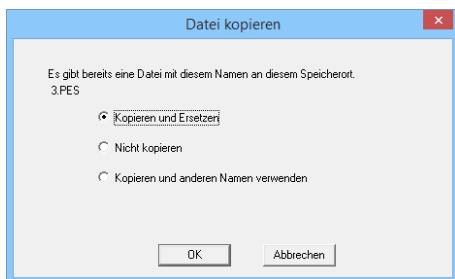 Datei kopieren
Es gibt bereits eine Datei mit diesem Namen an diesem Speicherort.
3.PES
Kopieren und Ersetzen
Nicht kopieren
Kopieren und anderen Namen verwenden
OK
Abbrechen